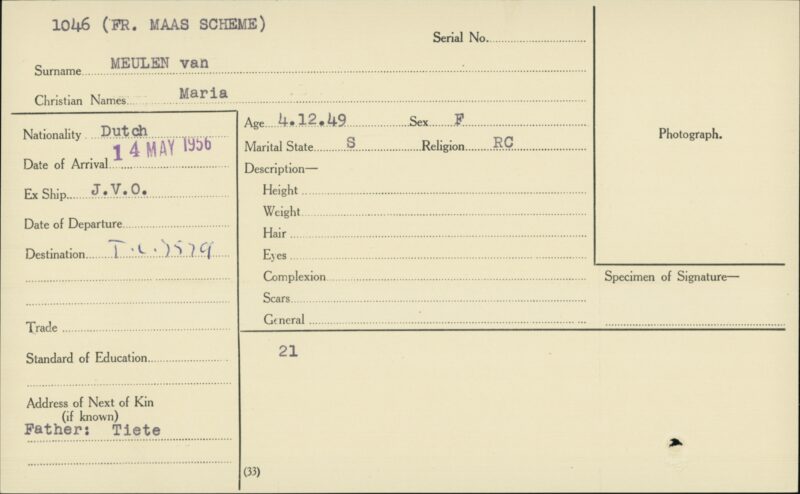 1046 (FR. MAAS SCHEME)
Serial No.
Surname MEULEN van
Christian Names Maria
Nationality Dutch
Date of Arrival 14 MAY 1956
Ex Ship J.V.O.
Date of Departure
Destination T.L.7579
Trade
Standard of Education
Address of Next of Kin
(if known)
Father: Tiete
Age 4.12.49 Sex F
Marital State S Religion RC
Description—
Height
Weight
Hair
Eyes
Complexion
Scars
General
21
(33)
Photograph.
Specimen of Signature—